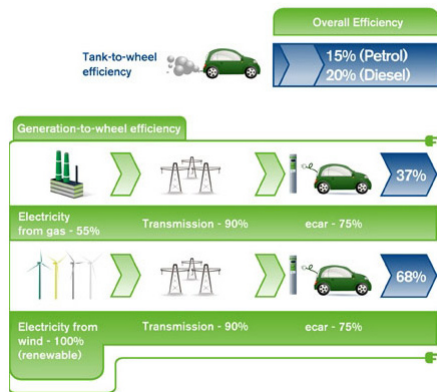 Overall Efficiency
Tank-to-wheel
efficiency
15% (Petrol)
20% (Diesel)
Generation-to-wheel efficiency
37%
Electricity
from gas - 55%
Transmission - 90%
ecar - 75%
68%
Electricity from
wind - 100%
(renewable)
Transmission - 90%
ecar - 75%